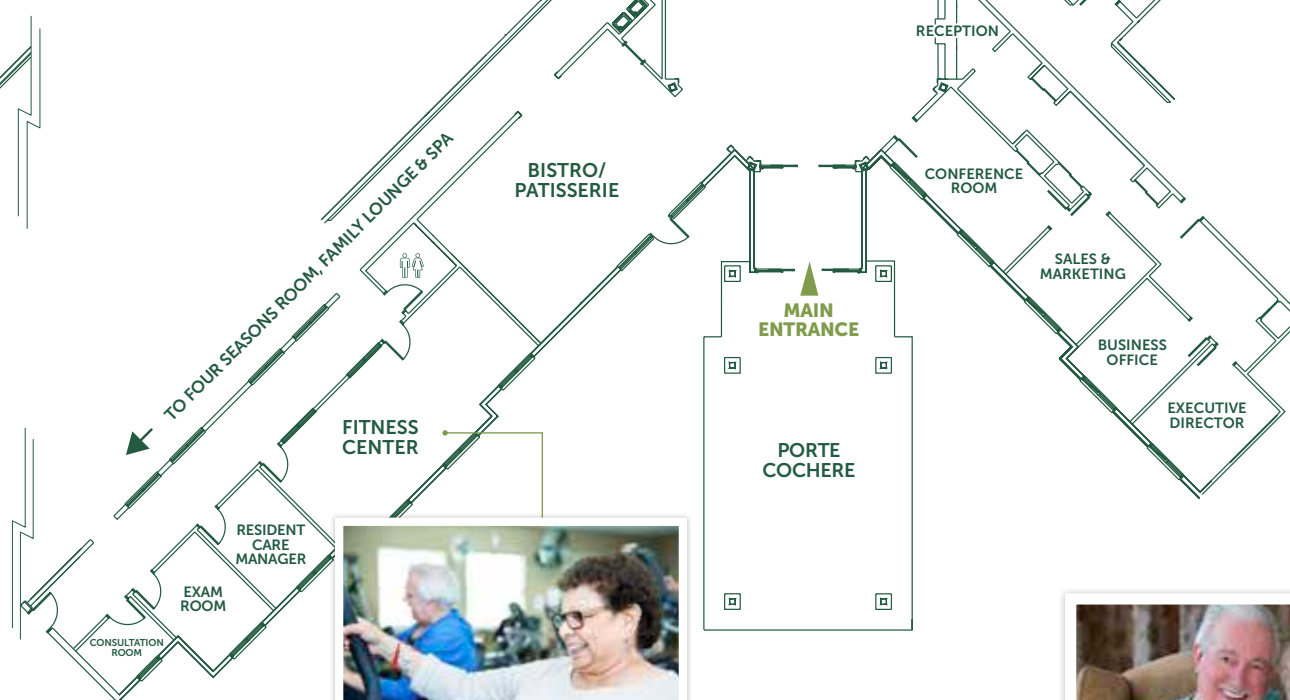 RECEPTION
TO FOUR SEASONS ROOM, FAMILY LOUNGE & SPA
BISTRO/
PATISSERIE
CONFERENCE
ROOM
SALES &
MARKETING
MAIN
ENTRANCE
BUSINESS
OFFICE
EXECUTIVE
DIRECTOR
FITNESS
CENTER
PORTE
COCHERE
RESIDENT
CARE
MANAGER
EXAM
ROOM
CONSULTATION
ROOM